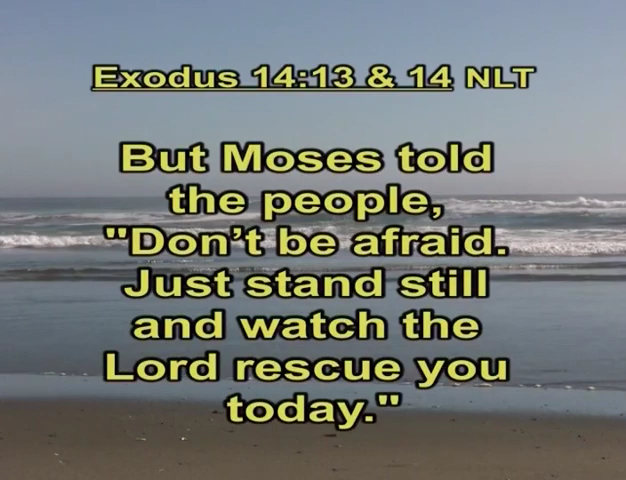 Exodus 14:13 & 14 NLT
But Moses told
the people,
"Don’t be afraid.
Just stand still
and watch the
Lord rescue you
today."